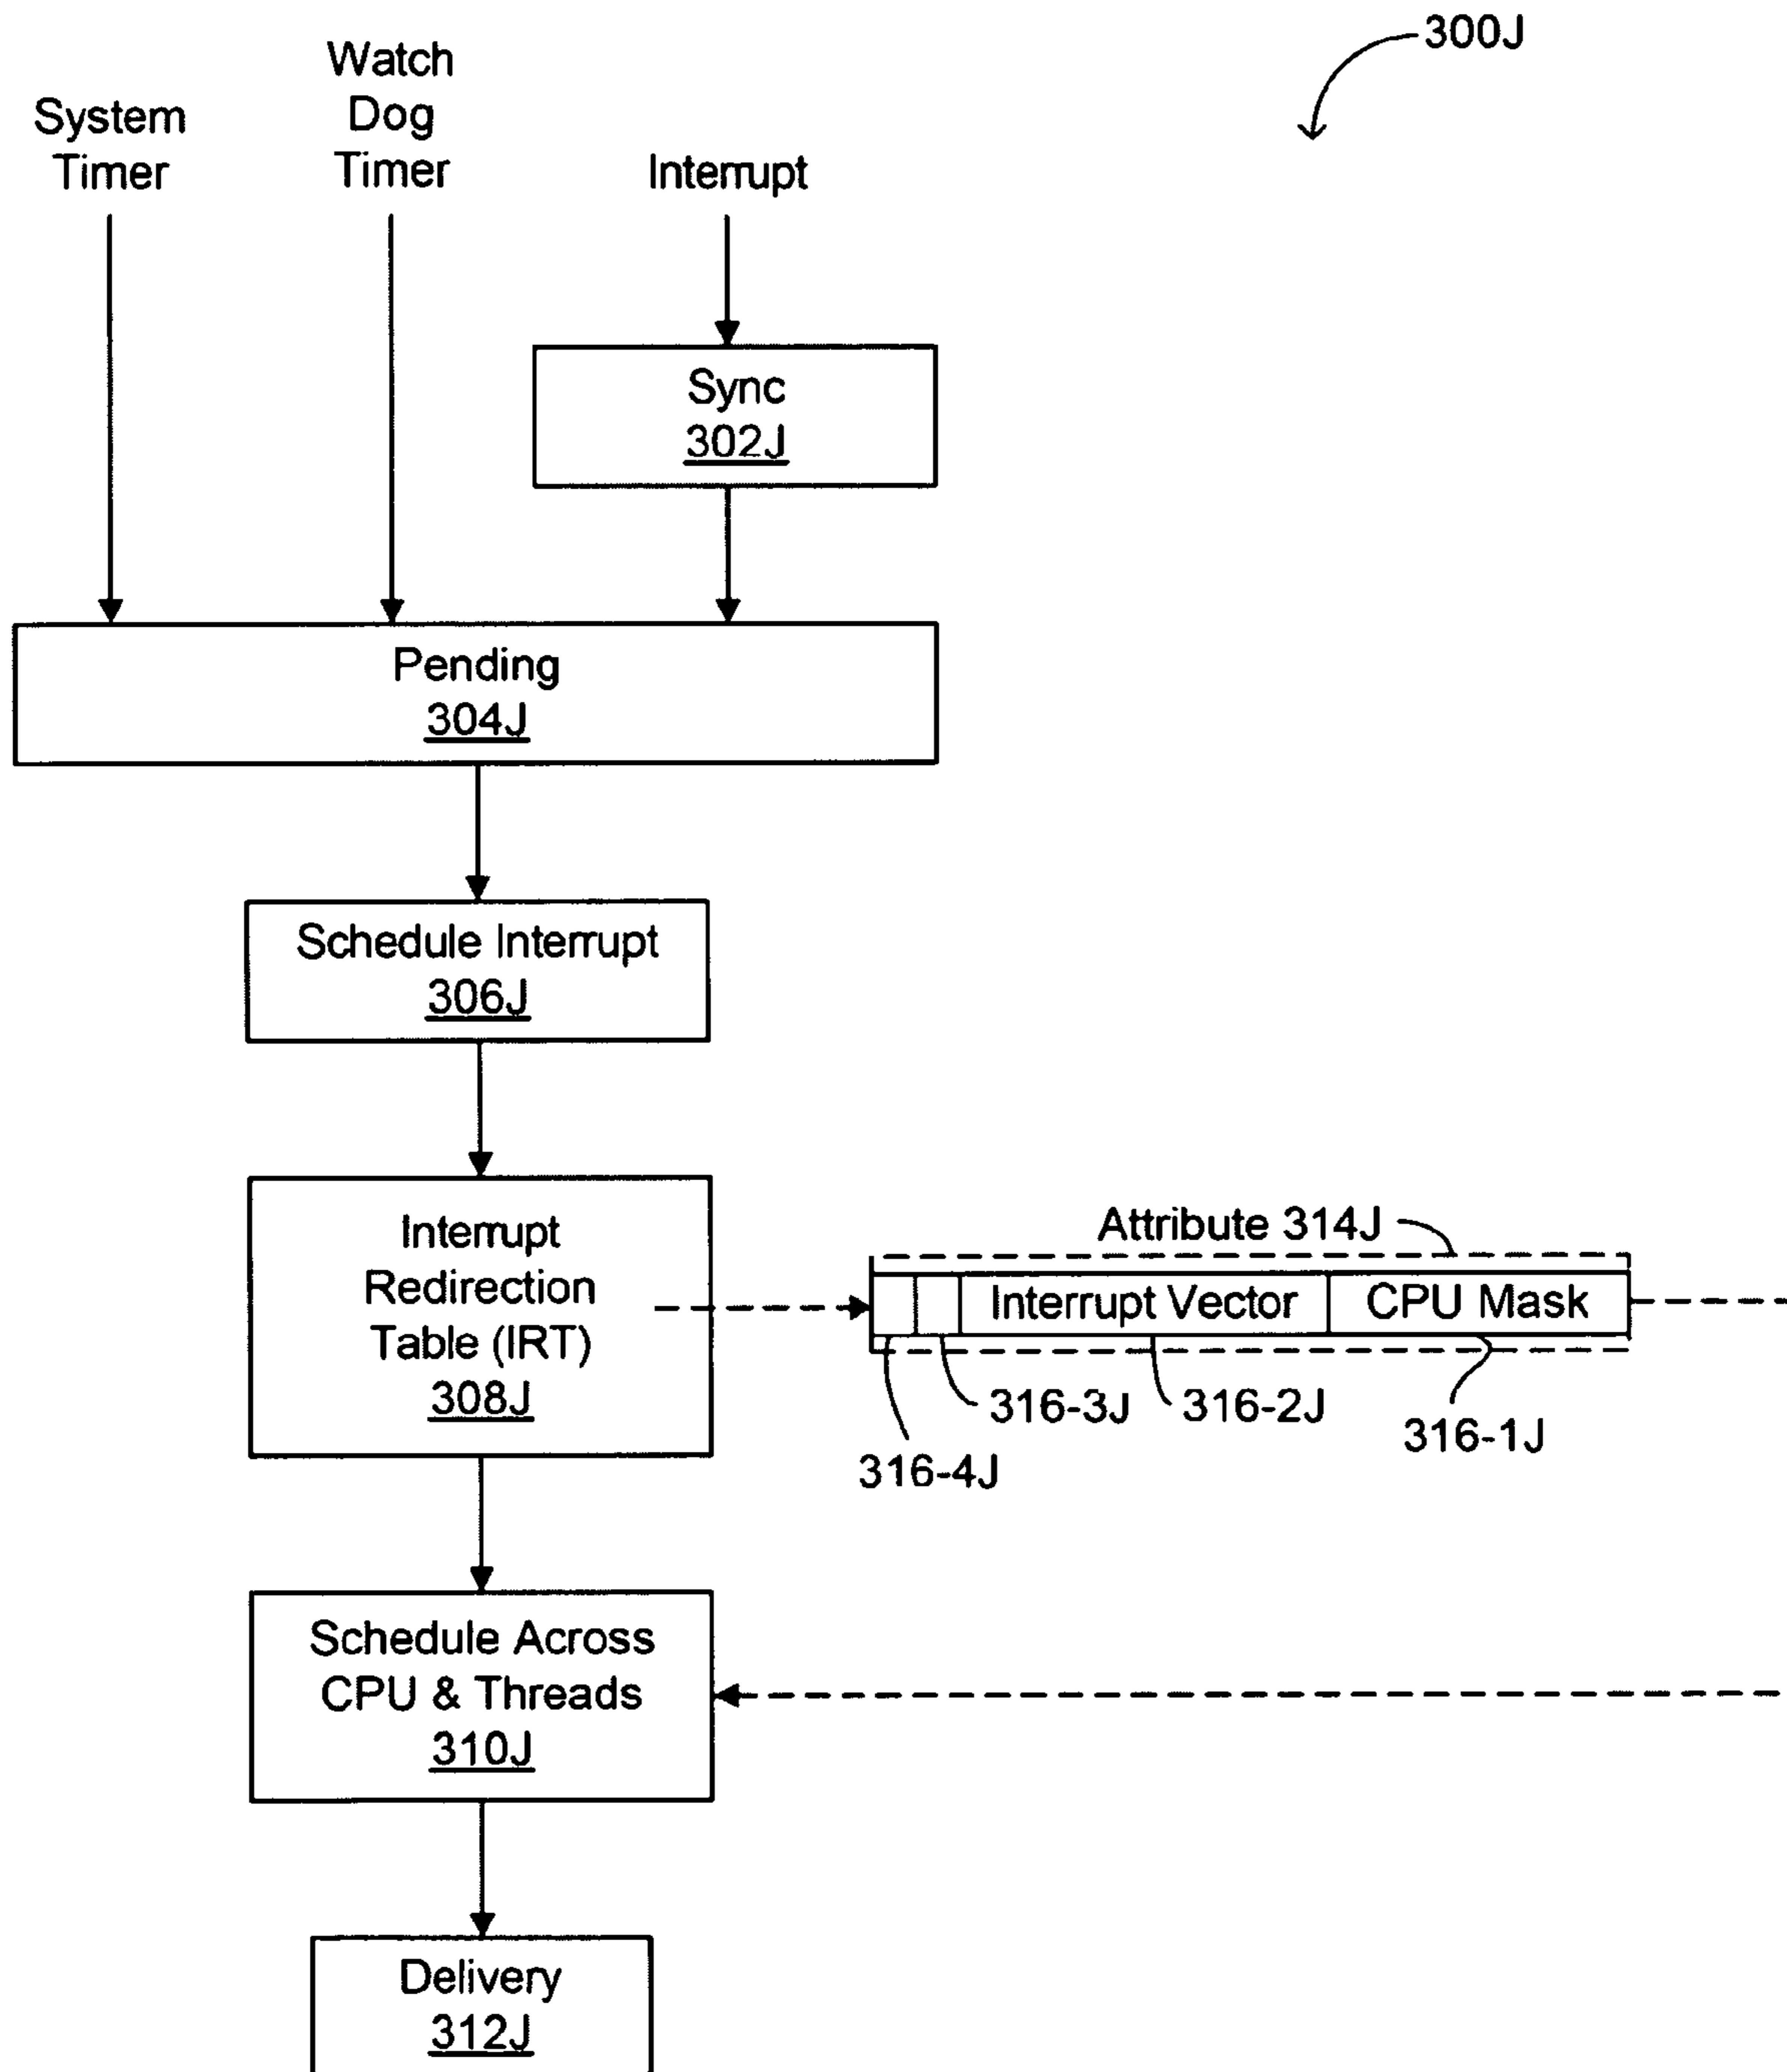 300J
System
Timer
Watch
Dog
Timer
Interrupt
Sync
302J
Pending
304J
Schedule Interrupt
306J
Interrupt
Redirection
Table (IRT)
308J
Attribute 314J
Interrupt Vector
CPU Mask
316-4J
316-3J
316-2J
316-1J
Schedule Across
CPU & Threads
310J
Delivery
312J